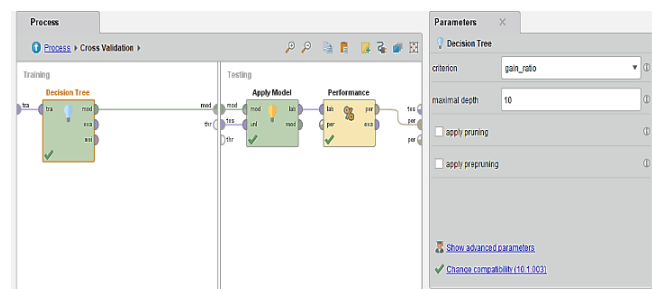 Process
Process ▸ Cross Validation ▸
Training
Testing
Decision Tree
tra
tra
mod
exa
wei
mod
thr
Apply Model
mod
mod
lab
tes
unl
mod
thr
Performance
lab
per
per
exa
tes
per
per
Parameters
Decision Tree
criterion
gain_ratio
maximal depth
10
apply pruning
apply prepruning
Show advanced parameters
Change compatibility (10.1.003)